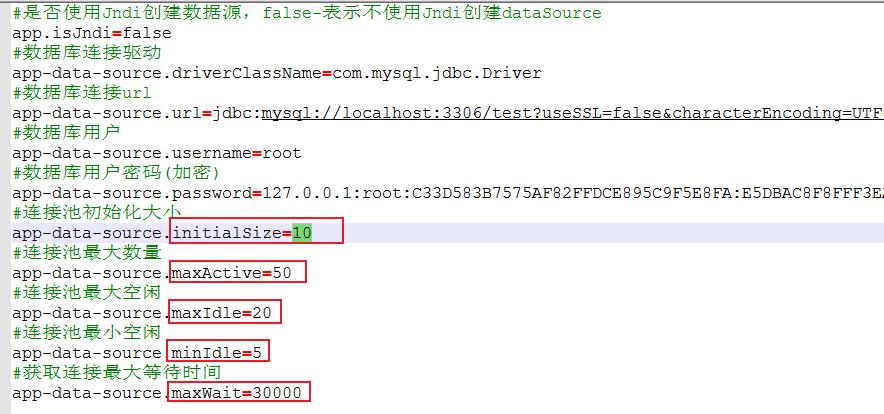 #是否使用Jndi创建数据源，false-表示不使用Jndi创建dataSource
app.isJndi=false
#数据库连接驱动
app-data-source.driverClassName=com.mysql.jdbc.Driver
#数据库连接url
app-data-source.url=jdbc:mysql://localhost:3306/test?useSSL=false&characterEncoding=UTF
#数据库用户
app-data-source.username=root
#数据库用户密码(加密)
app-data-source.password=127.0.0.1:root:C33D583B7575AF82FFDCE895C9F5E8FA:E5DBAC8F8FFF3EA
#连接池初始化大小
app-data-source.initialSize=10
#连接池最大数量
app-data-source.maxActive=50
#连接池最大空闲
app-data-source.maxIdle=20
#连接池最小空闲
app-data-source.minIdle=5
#获取连接最大等待时间
app-data-source.maxWait=30000